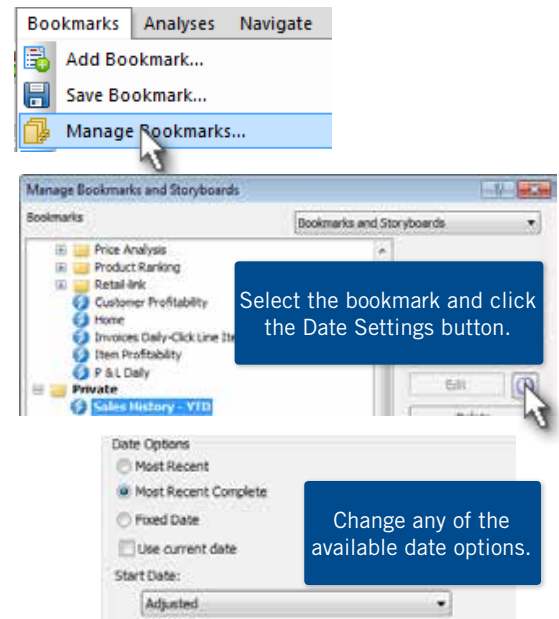 Bookmarks Analyses Navigate
Add Bookmark...
Save Bookmark...
Manage Bookmarks...
Manage Bookmarks and Storyboards
Bookmarks
Bookmarks and Storyboards
Price Analysis
Product Ranking
Retail-link
Customer Profitability
Home
Invoices Daily-Click Line Ite
Item Profitability
P & L Daily
Private
Sales History - YTD
Select the bookmark and click
the Date Settings button.
Edit
Date Options
Most Recent
Most Recent Complete
Fixed Date
Use current date
Start Date:
Adjusted
Change any of the
available date options.